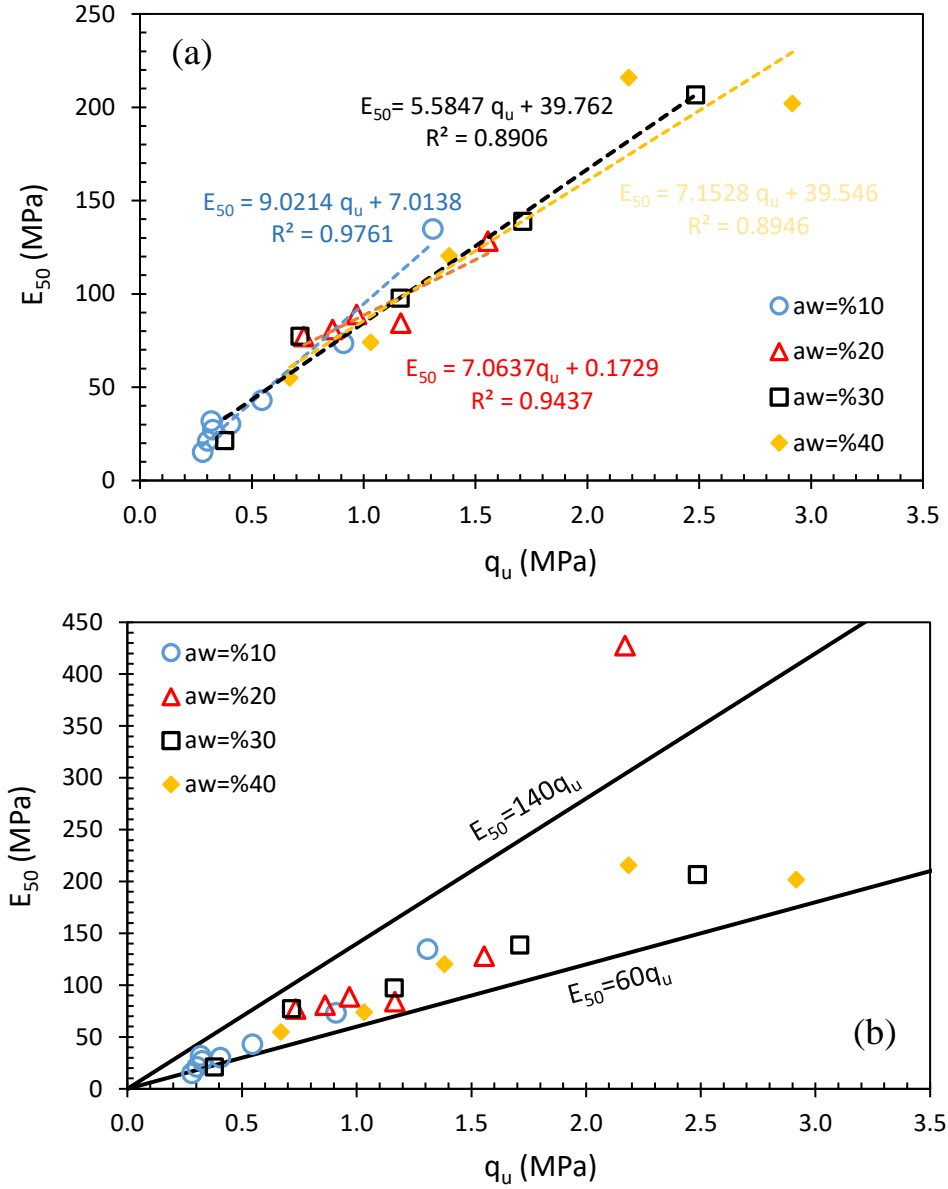 (a)
250
200
150
100
50
0
E₅₀ (MPa)
E₅₀= 5.5847 qᵤ + 39.762
R² = 0.8906
E₅₀ = 9.0214 qᵤ + 7.0138
R² = 0.9761
E₅₀ = 7.1528 qᵤ + 39.546
R² = 0.8946
E₅₀ = 7.0637qᵤ + 0.1729
R² = 0.9437
aw=%10
aw=%20
aw=%30
aw=%40
0.0 0.5 1.0 1.5 2.0 2.5 3.0 3.5
qᵤ (MPa)
450
400
350
300
250
200
150
100
50
0
E₅₀ (MPa)
aw=%10
aw=%20
aw=%30
aw=%40
E₅₀=140qᵤ
E₅₀=60qᵤ
(b)
0.0 0.5 1.0 1.5 2.0 2.5 3.0 3.5
qᵤ (MPa)